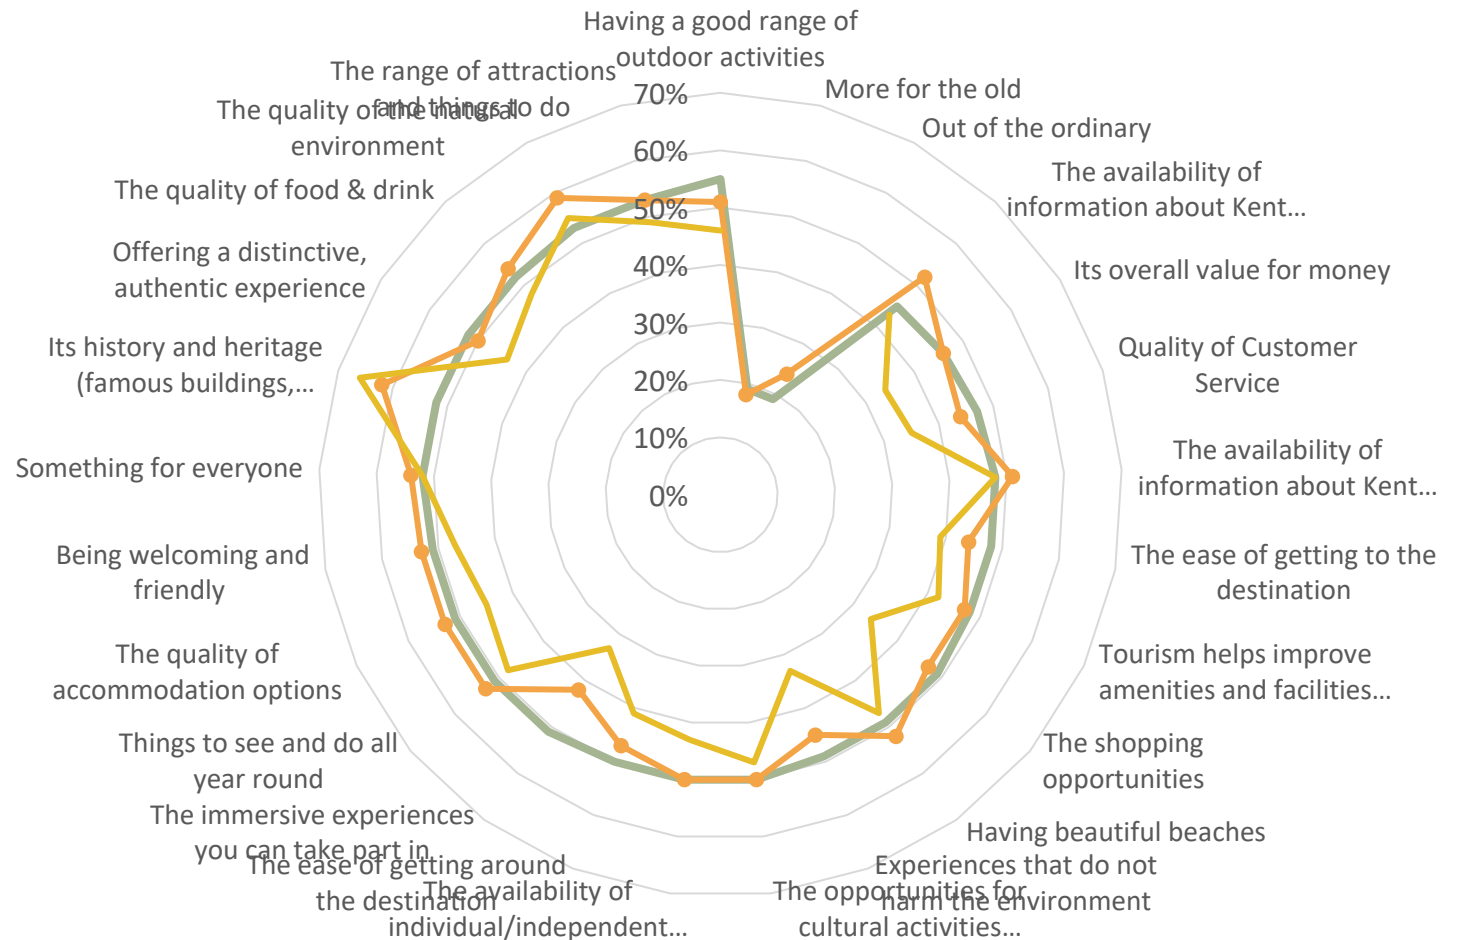 Having a good range of
outdoor activities
More for the old
Out of the ordinary
The availability of
information about Kent...
Its overall value for money
Quality of Customer
Service
The availability of
information about Kent...
The ease of getting to the
destination
Tourism helps improve
amenities and facilities...
The shopping
opportunities
Having beautiful beaches
Experiences that do not
harm the environment
The opportunities for
cultural activities...
The availability of
individual/independent...
The ease of getting around
the destination
The immersive experiences
you can take part in
Things to see and do all
year round
The quality of
accommodation options
Being welcoming and
friendly
Something for everyone
Its history and heritage
(famous buildings,...
Offering a distinctive,
authentic experience
The quality of food & drink
The quality of the natural
environment
The range of attractions
and things to do
70%
60%
50%
40%
30%
20%
10%
0%